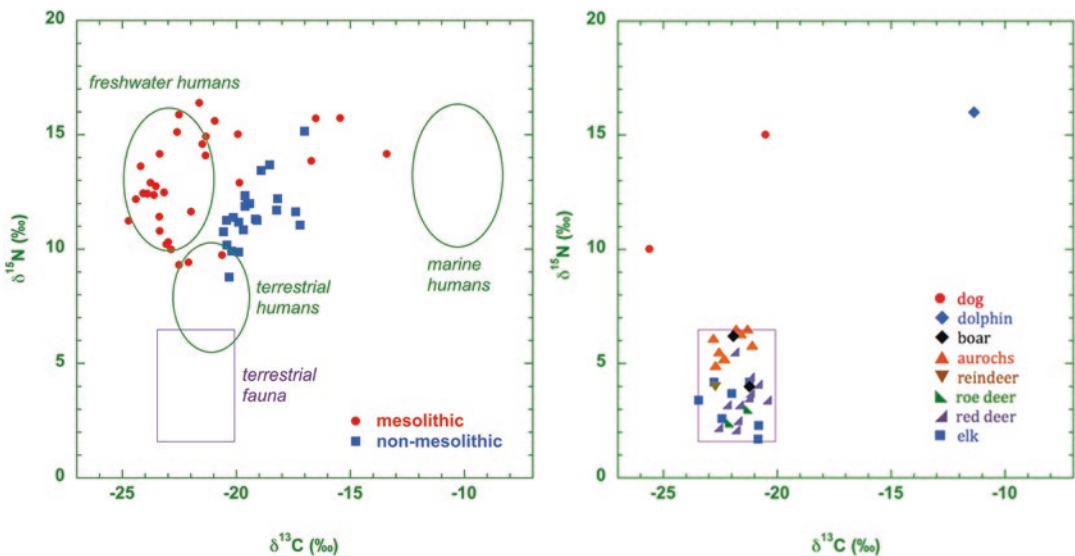 20
15
10
5
0
δ15N (‰)
freshwater humans
terrestrial
humans
marine
humans
terrestrial
fauna
mesolithic
non-mesolithic
-25
-20
-15
-10
δ13C (‰)
20
15
10
5
0
δ15N (‰)
dog
dolphin
boar
aurochs
reindeer
roe deer
red deer
elk
-25
-20
-15
-10
δ13C (‰)